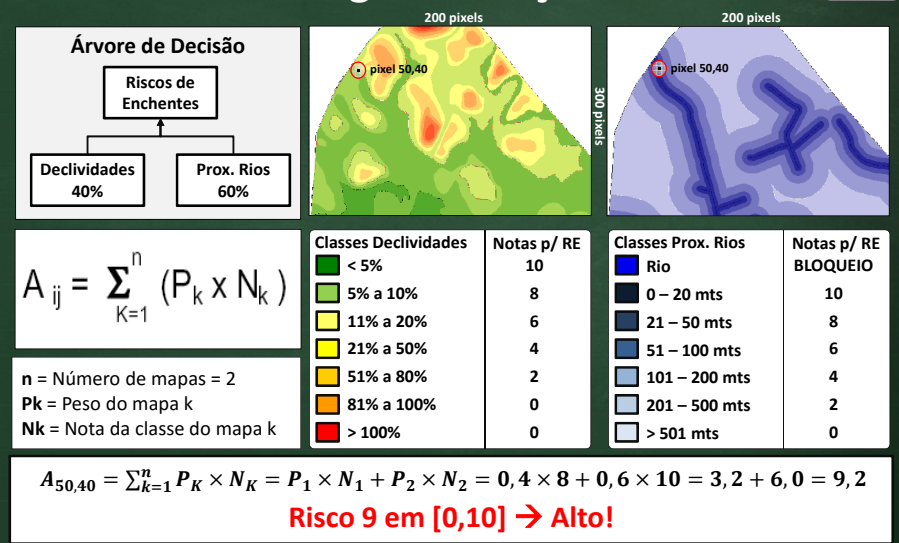 200 pixels
200 pixels
300 pixels
Árvore de Decisão
Riscos de
Enchentes
Declividades
40%
Prox. Rios
60%
pixel 50,40
pixel 50,40
A ij = Σ (P k x N k )
n
K=1
n = Número de mapas = 2
Pk = Peso do mapa k
Nk = Nota da classe do mapa k
Classes Declividades Notas p/ RE
< 5% 10
5% a 10% 8
11% a 20% 6
21% a 50% 4
51% a 80% 2
81% a 100% 0
> 100% 0
Classes Prox. Rios Notas p/ RE
Rio BLOQUEIO
0 – 20 mts 10
21 – 50 mts 8
51 – 100 mts 6
101 – 200 mts 4
201 – 500 mts 2
> 501 mts 0
A₅₀,₄₀ = ∑ⁿₖ₌₁ P_K × N_K = P₁ × N₁ + P₂ × N₂ = 0,4 × 8 + 0,6 × 10 = 3,2 + 6,0 = 9,2
Risco 9 em [0,10] → Alto!